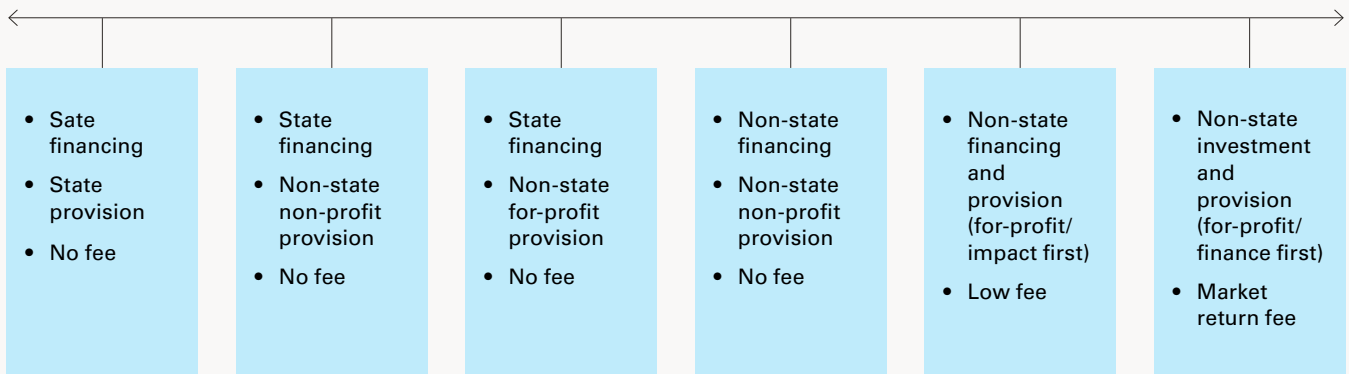 • Sate
financing
• State
provision
• No fee
• State
financing
• Non-state
non-profit
provision
• No fee
• State
financing
• Non-state
for-profit
provision
• No fee
• Non-state
financing
• Non-state
non-profit
provision
• No fee
• Non-state
financing
and
provision
(for-profit/
impact first)
• Low fee
• Non-state
investment
and
provision
(for-profit/
finance first)
• Market
return fee